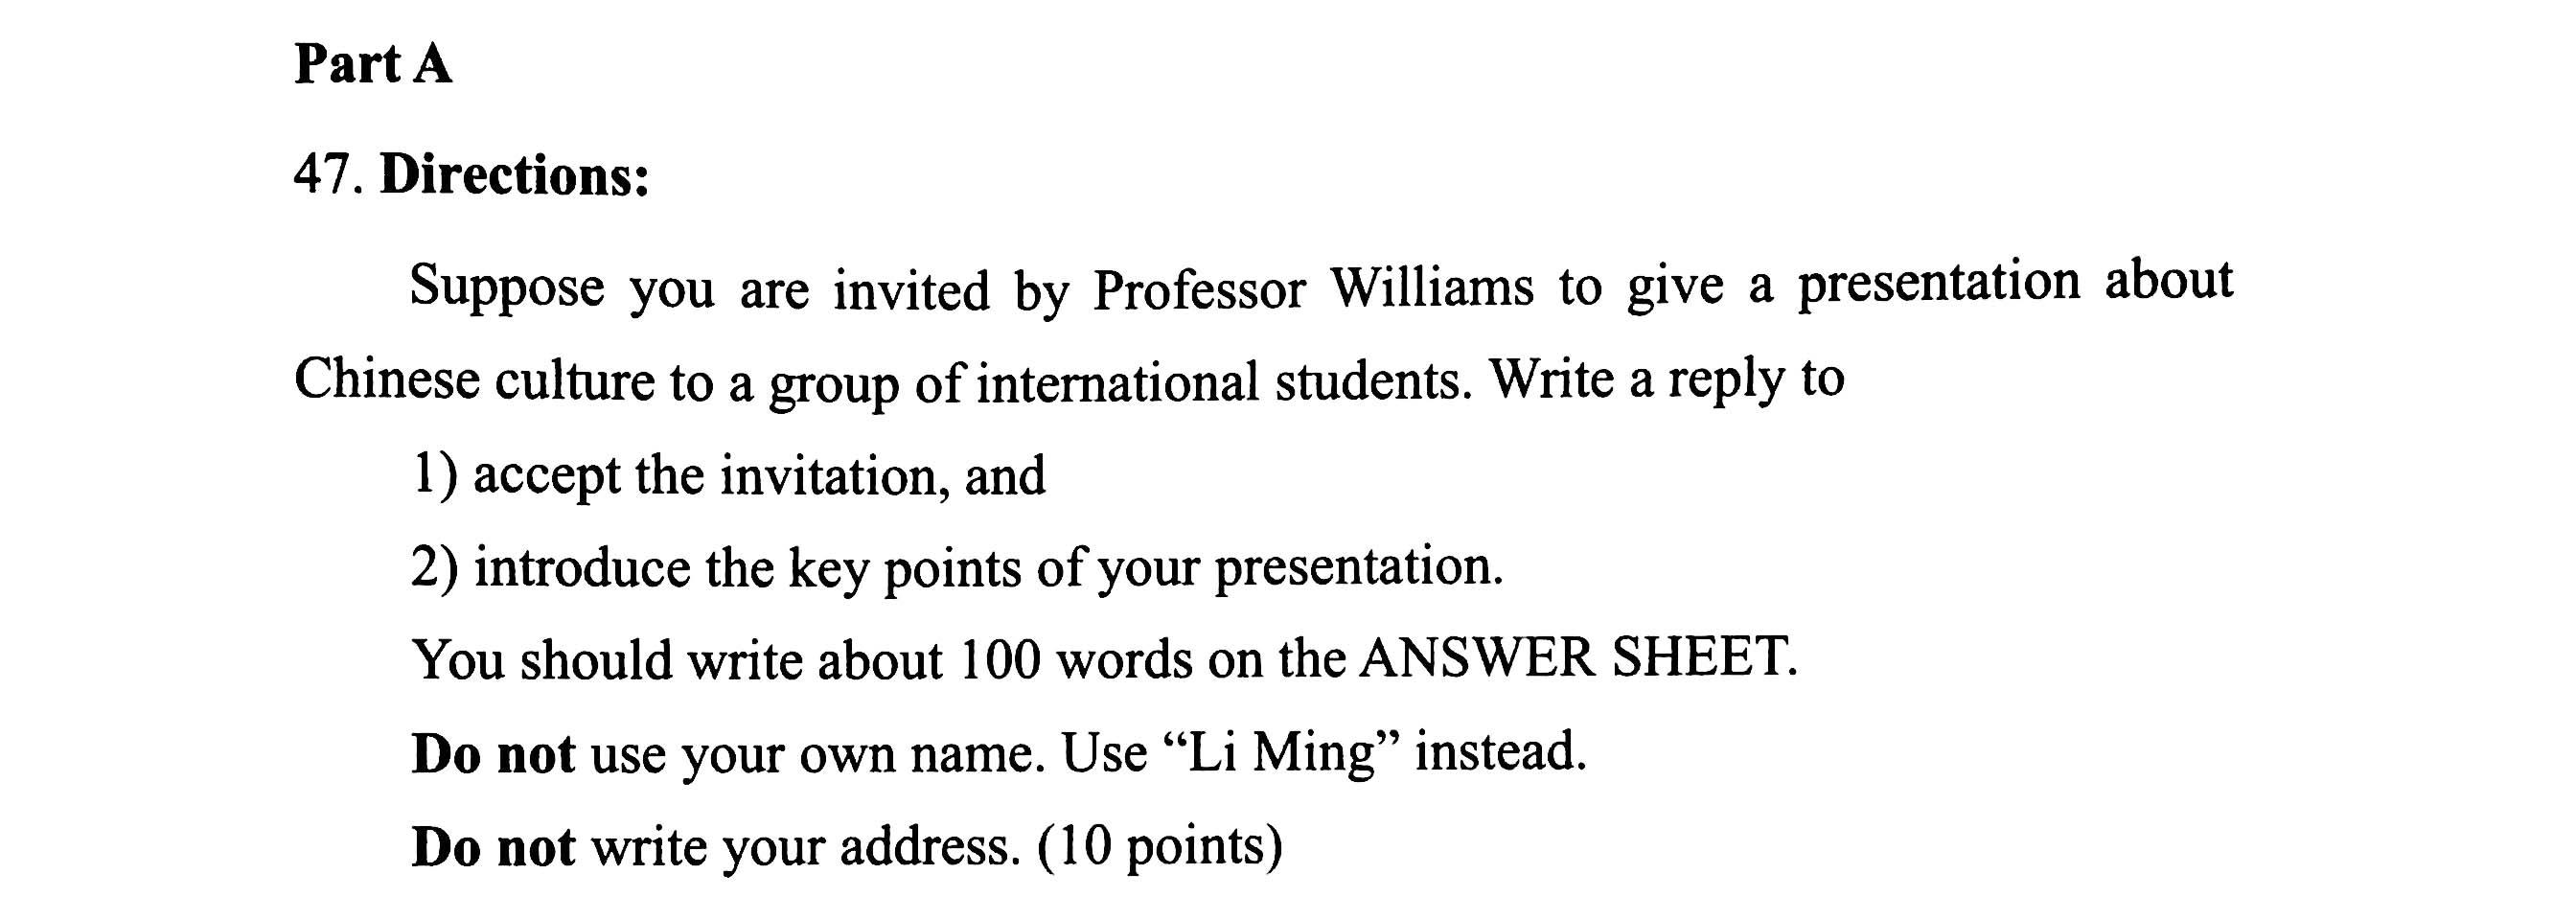 Part A
47. Directions:
Suppose you are invited by Professor Williams to give a presentation about
Chinese culture to a group of international students. Write a reply to
1) accept the invitation, and
2) introduce the key points of your presentation.
You should write about 100 words on the ANSWER SHEET.
Do not use your own name. Use “Li Ming” instead.
Do not write your address. (10 points)